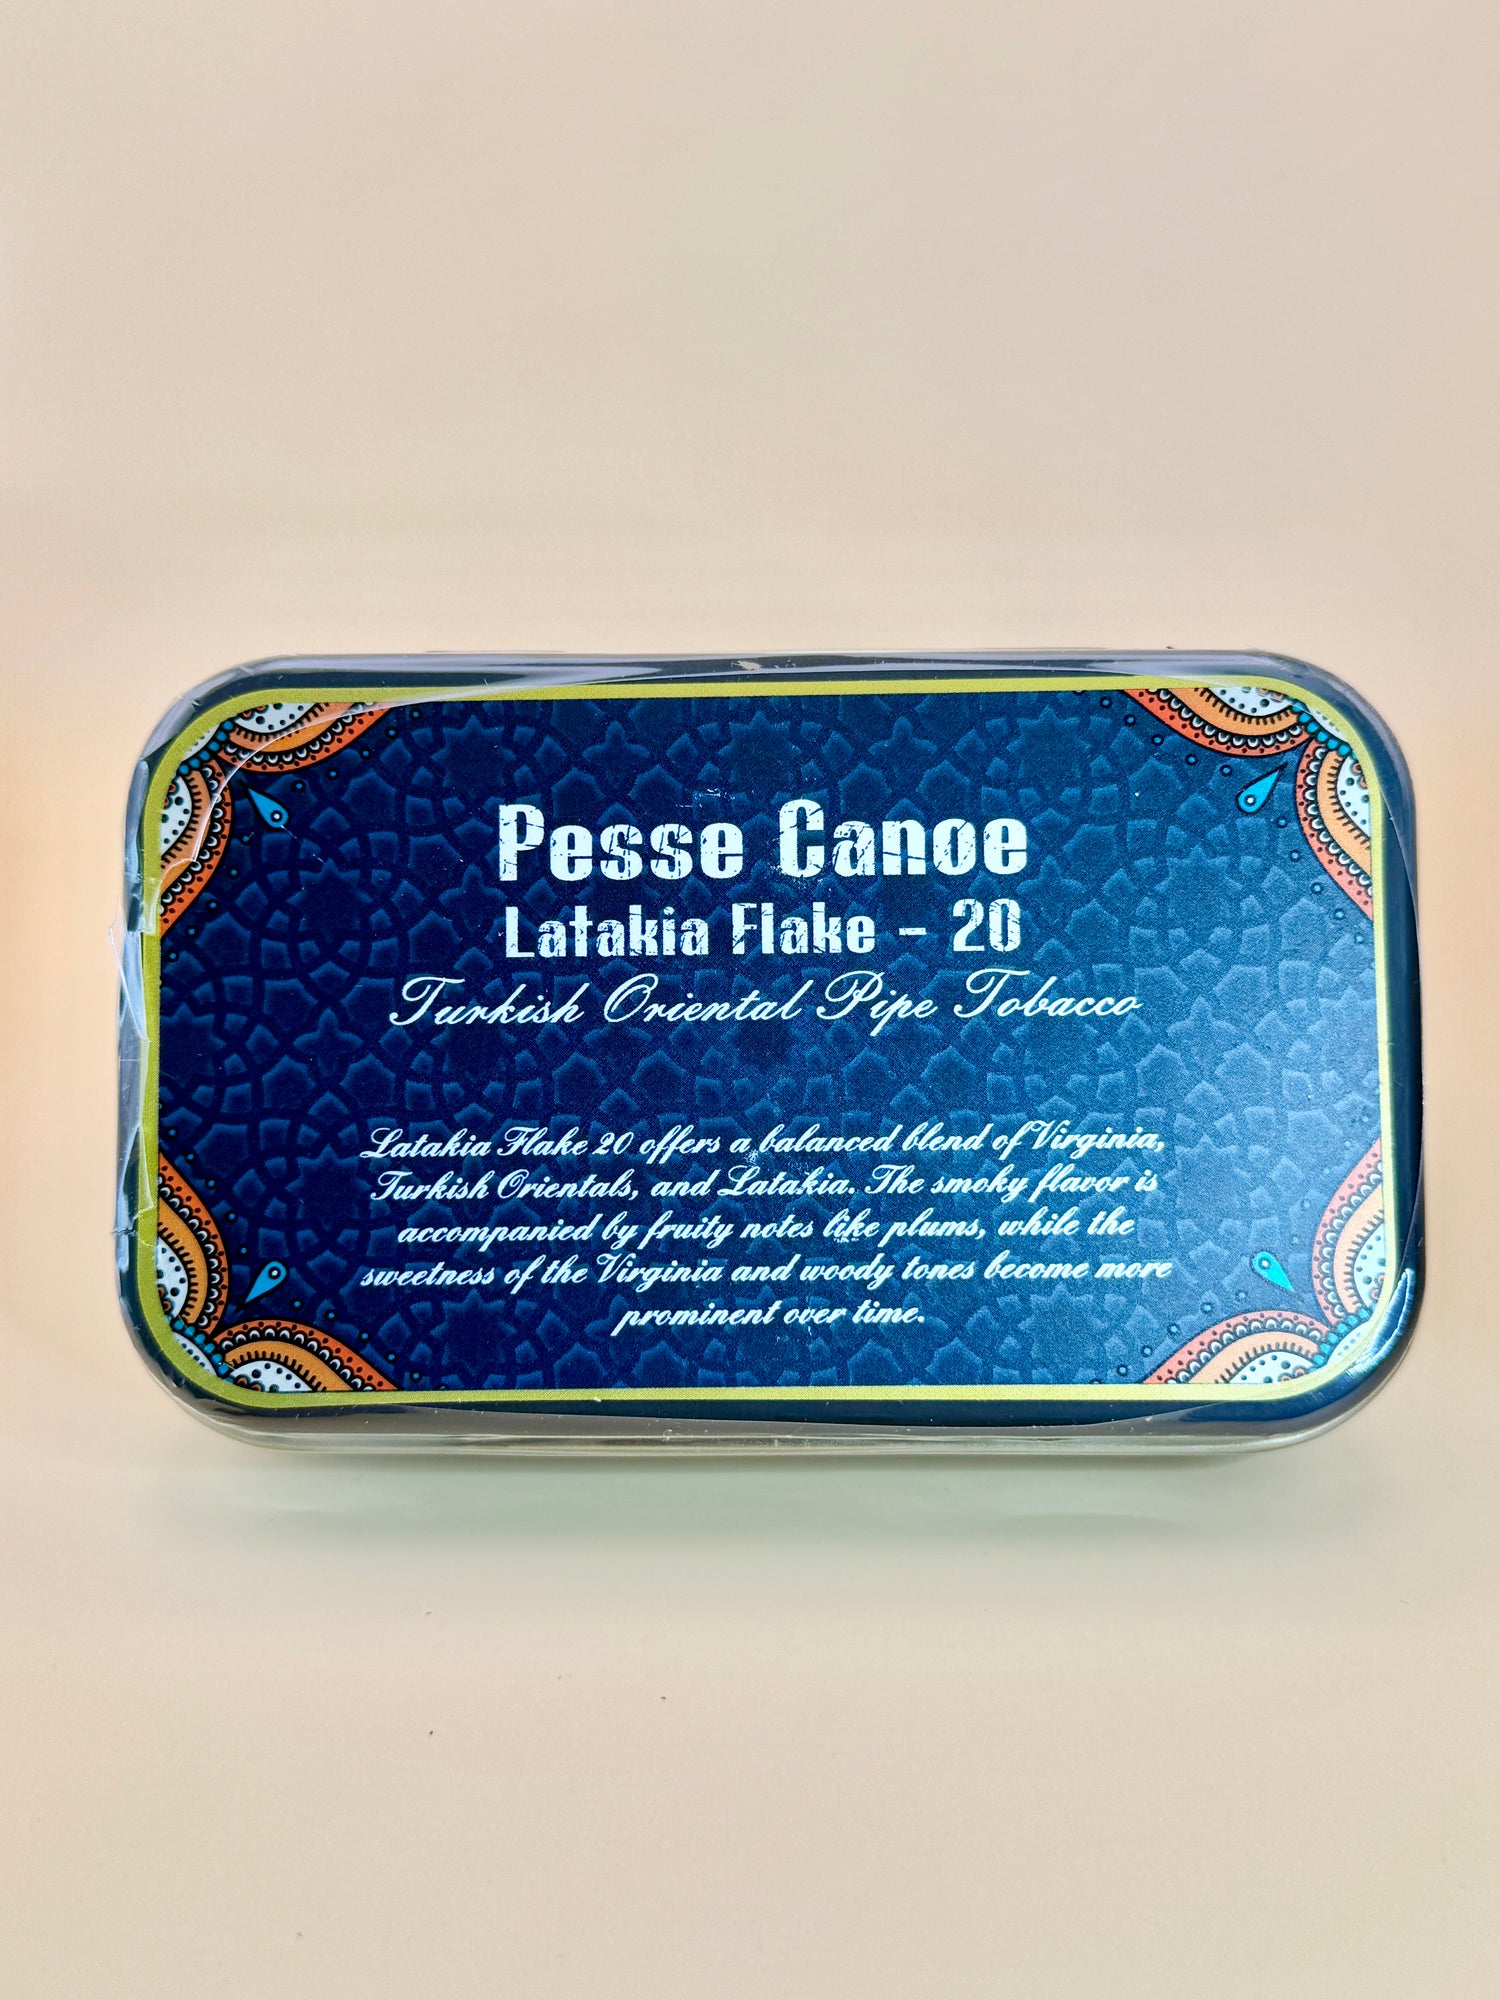 Pesse Canoe
Latakia Flake - 20
Turkish Oriental Pipe Tobacco
Latakia Flake 20 offers a balanced blend of Virginia,
Turkish Orientals, and Latakia. The smoky flavor is
accompanied by fruity notes like plums, while the
sweetness of the Virginia and woody tones become more
prominent over time.